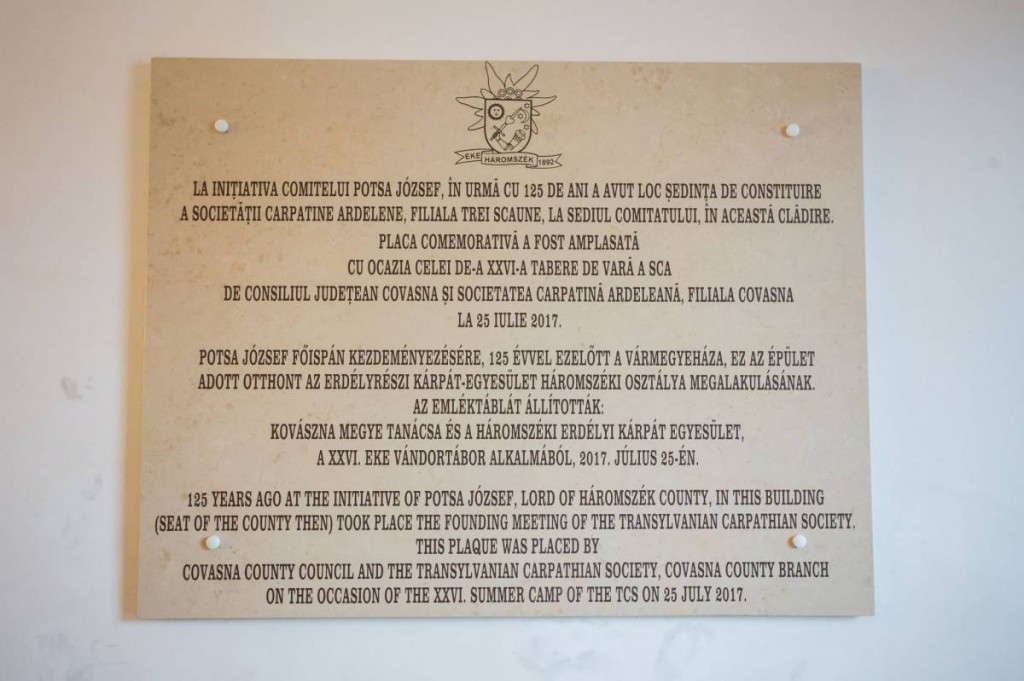 EKE HÁROMSZÉK 1892
LA INIȚIATIVA COMITELUI POTSA JÓZSEF, ÎN URMĂ CU 125 DE ANI A AVUT LOC ȘEDINȚA DE CONSTITUIRE
A SOCIETĂȚII CARPATINE ARDELENE, FILIALA TREI SCAUNE, LA SEDIUL COMITATULUI, ÎN ACEASTĂ CLĂDIRE.
PLACA COMEMORATIVĂ A FOST AMPLASATĂ
CU OCAZIA CELEI DE-A XXVI-A TABERE DE VARĂ A SCA
DE CONSILIUL JUDEȚEAN COVASNA ȘI SOCIETATEA CARPATINĂ ARDELEANĂ, FILIALA COVASNA
LA 25 IULIE 2017.
POTSA JÓZSEF FŐISPÁN KEZDEMÉNYEZÉSÉRE, 125 ÉVVEL EZELŐTT A VÁRMEGYEHÁZA, EZ AZ ÉPÜLET
ADOTT OTTHONT AZ ERDÉLYRÉSZI KÁRPÁT-EGYESÜLET HÁROMSZÉKI OSZTÁLYA MEGALAKULÁSÁNAK.
AZ EMLÉKTÁBLÁT ÁLLÍTOTTÁK:
KOVÁSZNA MEGYE TANÁCSA ÉS A HÁROMSZÉKI ERDÉLYI KÁRPÁT EGYESÜLET,
A XXVI. EKE VÁNDORTÁBOR ALKALMÁBÓL, 2017. JÚLIUS 25-ÉN.
125 YEARS AGO AT THE INITIATIVE OF POTSA JÓZSEF, LORD OF HÁROMSZÉK COUNTY, IN THIS BUILDING
(SEAT OF THE COUNTY THEN) TOOK PLACE THE FOUNDING MEETING OF THE TRANSYLVANIAN CARPATHIAN SOCIETY.
THIS PLAQUE WAS PLACED BY
COVASNA COUNTY COUNCIL AND THE TRANSYLVANIAN CARPATHIAN SOCIETY, COVASNA COUNTY BRANCH
ON THE OCCASION OF THE XXVI. SUMMER CAMP OF THE TCS ON 25 JULY 2017.